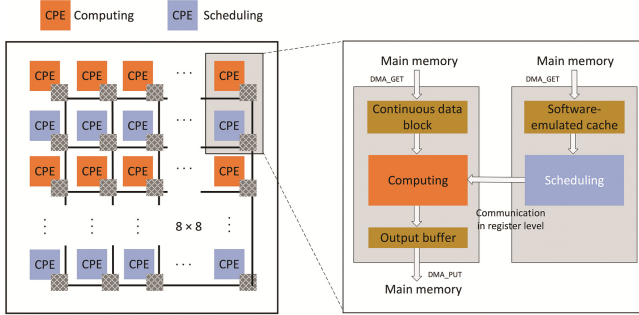 CPE Computing CPE Scheduling
CPE CPE CPE ··· CPE
CPE CPE CPE ··· CPE
CPE CPE CPE CPE
8×8
CPE CPE CPE ··· CPE
Main memory Main memory
DMA_GET DMA_GET
Continuous data
block
Software-
emulated cache
Computing
Scheduling
Communication
in register level
Output buffer
DMA_PUT
Main memory